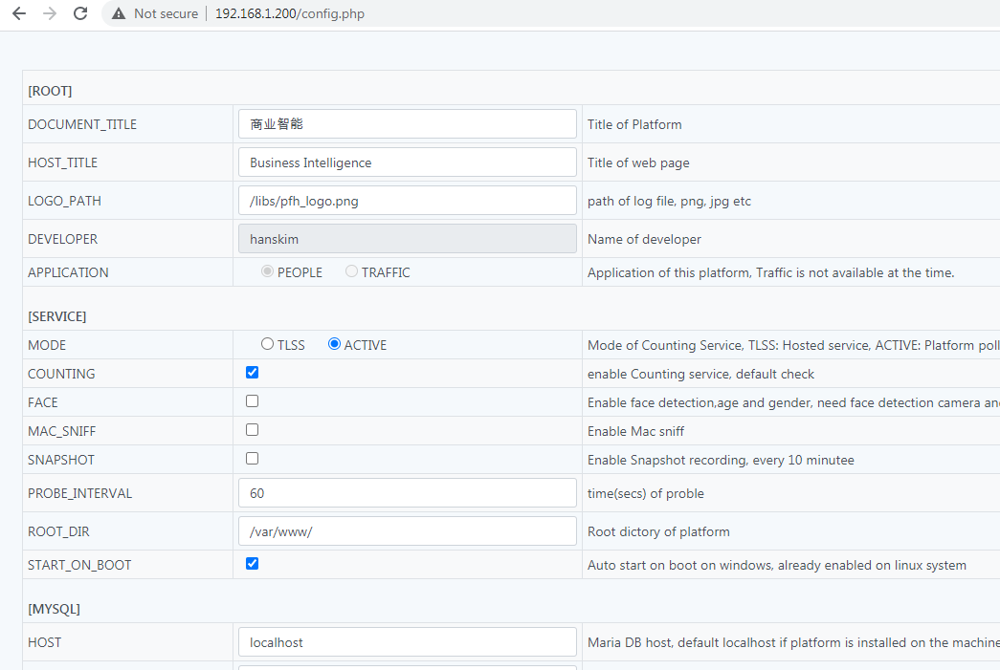 Not secure | 192.168.1.200/config.php
[ROOT]
DOCUMENT_TITLE 商业智能 Title of Platform
HOST_TITLE Business Intelligence Title of web page
LOGO_PATH /libs/pfh_logo.png path of log file, png, jpg etc
DEVELOPER hanskim Name of developer
APPLICATION PEOPLE TRAFFIC Application of this platform, Traffic is not available at the time.
[SERVICE]
MODE TLSS ACTIVE Mode of Counting Service, TLSS: Hosted service, ACTIVE: Platform poll
COUNTING enable Counting service, default check
FACE Enable face detection,age and gender, need face detection camera an
MAC_SNIFF Enable Mac sniff
SNAPSHOT Enable Snapshot recording, every 10 minutee
PROBE_INTERVAL 60 time(secs) of proble
ROOT_DIR /var/www/ Root dictory of platform
START_ON_BOOT Auto start on boot on windows, already enabled on linux system
[MYSQL]
HOST localhost Maria DB host, default localhost if platform is installed on the machine